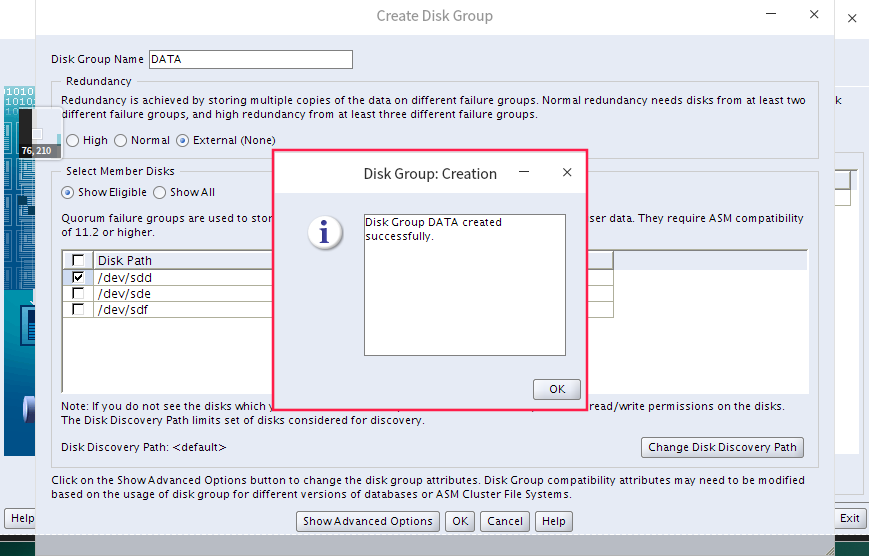 Create Disk Group
Disk Group Name DATA
Redundancy
Redundancy is achieved by storing multiple copies of the data on different failure groups. Normal redundancy needs disks from at least two
different failure groups, and high redundancy from at least three different failure groups.
76, 210
High Normal External (None)
Select Member Disks
Show Eligible Show All
Quorum failure groups are used to
ser data. They require ASM compatibility
of 11.2 or higher.
Disk Path
/dev/sdd
/dev/sde
/dev/sdf
Disk Group: Creation
Disk Group DATA created
successfully.
OK
Note: If you do not see the disks which
read/write permissions on the disks.
The Disk Discovery Path limits set of disks considered for discovery.
Disk Discovery Path: <default>
Change Disk Discovery Path
Click on the Show Advanced Options button to change the disk group attributes. Disk Group compatibility attributes may need to be modified
based on the usage of disk group for different versions of databases or ASM Cluster File Systems.
Show Advanced Options OK Cancel Help
Help
Exit